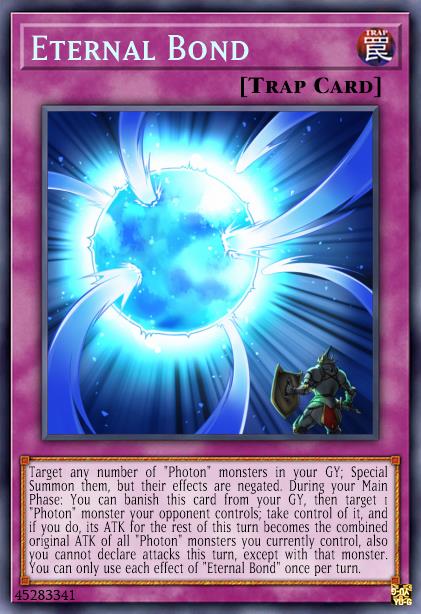 Eternal Bond
TRAP
罠
[Trap Card]
Target any number of "Photon" monsters in your GY; Special
Summon them, but their effects are negated. During your Main
Phase: You can banish this card from your GY, then target 1
"Photon" monster your opponent controls; take control of it, and
if you do, its ATK for the rest of this turn becomes the combined
original ATK of all "Photon" monsters you currently control, also
you cannot declare attacks this turn, except with that monster.
You can only use each effect of "Eternal Bond" once per turn.
45283341